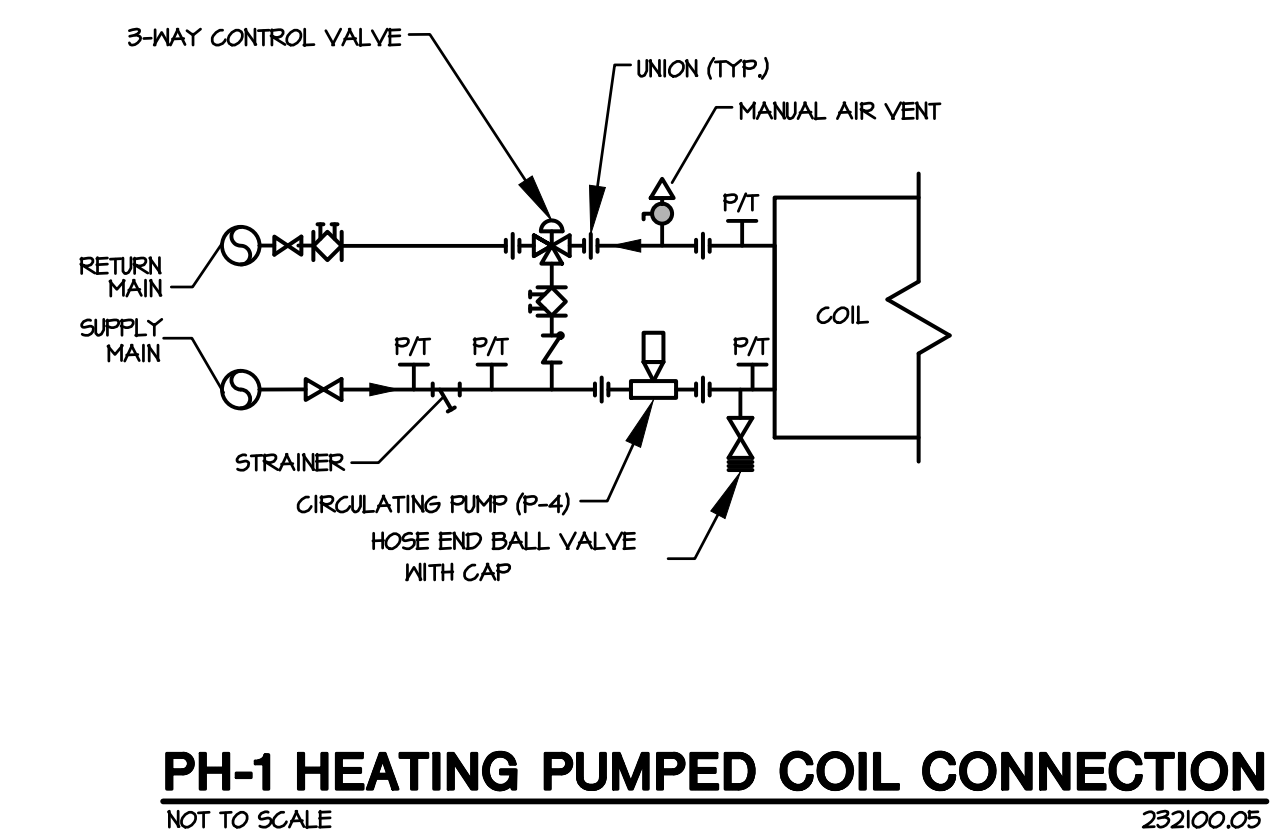 3-WAY CONTROL VALVE
UNION (TYP.)
MANUAL AIR VENT
P/T
RETURN
MAIN
COIL
SUPPLY
MAIN
P/T
P/T
P/T
STRAINER
CIRCULATING PUMP (P-4)
HOSE END BALL VALVE
WITH CAP
PH-1 HEATING PUMPED COIL CONNECTION
NOT TO SCALE
232100.05